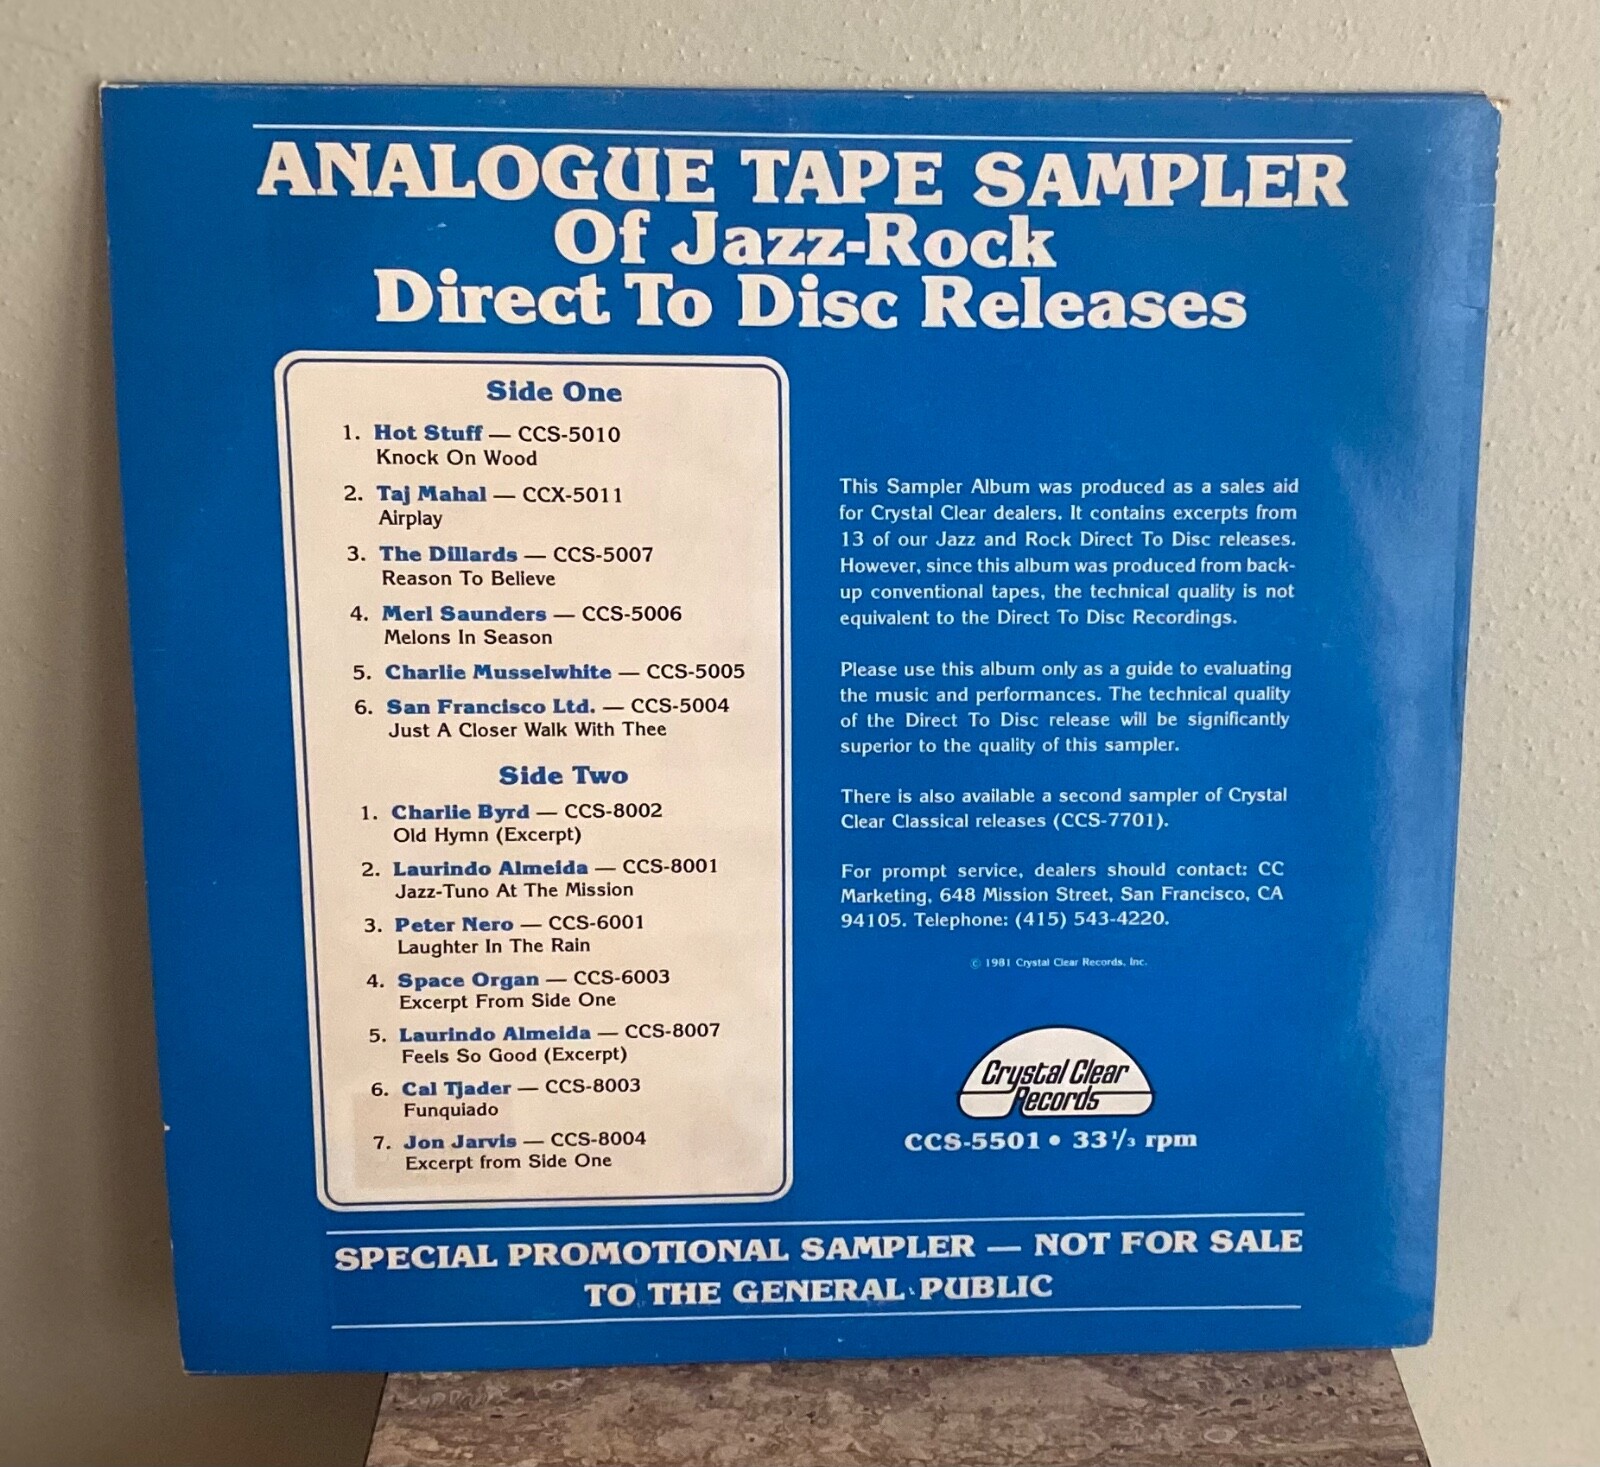 ANALOGUE TAPE SAMPLER
Of Jazz-Rock
Direct To Disc Releases
Side One
1. Hot Stuff — CCS-5010
Knock On Wood
2. Taj Mahal — CCX-5011
Airplay
3. The Dillards — CCS-5007
Reason To Believe
4. Merl Saunders — CCS-5006
Melons In Season
5. Charlie Musselwhite — CCS-5005
6. San Francisco Ltd. — CCS-5004
Just A Closer Walk With Thee
Side Two
1. Charlie Byrd — CCS-8002
Old Hymn (Excerpt)
2. Laurindo Almeida — CCS-8001
Jazz-Tuno At The Mission
3. Peter Nero — CCS-6001
Laughter In The Rain
4. Space Organ — CCS-6003
Excerpt From Side One
5. Laurindo Almeida — CCS-8007
Feels So Good (Excerpt)
6. Cal Tjader — CCS-8003
Funquiado
7. Jon Jarvis — CCS-8004
Excerpt from Side One
This Sampler Album was produced as a sales aid
for Crystal Clear dealers. It contains excerpts from
13 of our Jazz and Rock Direct To Disc releases.
However, since this album was produced from back-
up conventional tapes, the technical quality is not
equivalent to the Direct To Disc Recordings.
Please use this album only as a guide to evaluating
the music and performances. The technical quality
of the Direct To Disc release will be significantly
superior to the quality of this sampler.
There is also available a second sampler of Crystal
Clear Classical releases (CCS-7701).
For prompt service, dealers should contact: CC
Marketing, 648 Mission Street, San Francisco, CA
94105. Telephone: (415) 543-4220.
© 1981 Crystal Clear Records, Inc.
Crystal Clear
Records
CCS-5501 • 33⅓ rpm
SPECIAL PROMOTIONAL SAMPLER — NOT FOR SALE
TO THE GENERAL PUBLIC